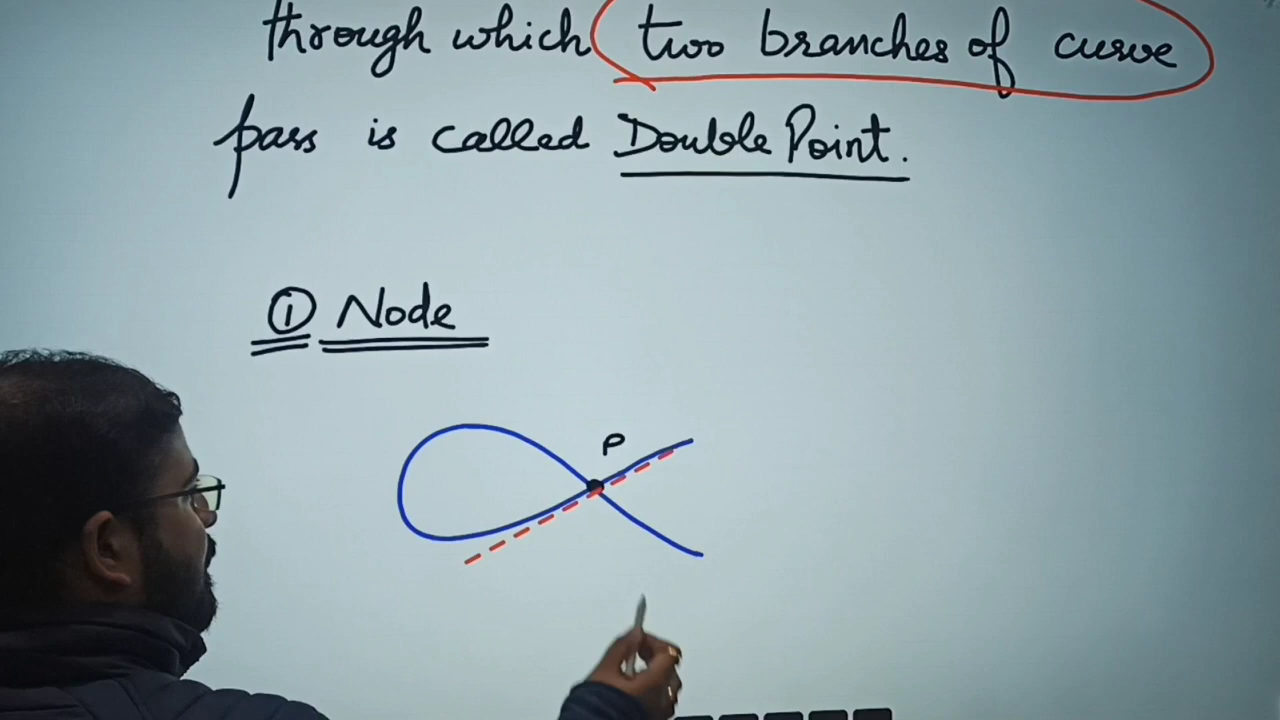 through which two branches of curve
pass is called Double Point.
① Node
P